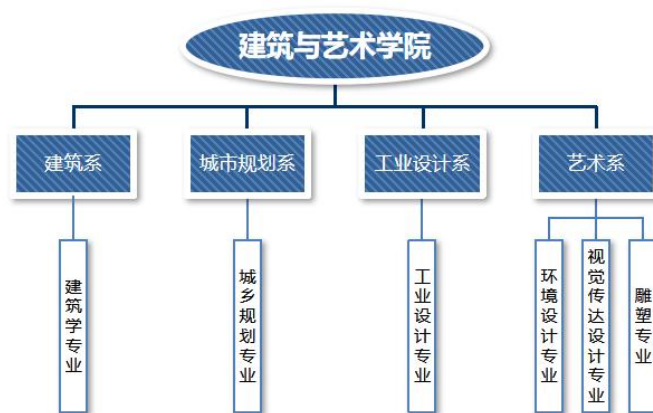 建筑与艺术学院
建筑系
城市规划系
工业设计系
艺术系
建筑学专业
城乡规划专业
工业设计专业
环境设计专业
视觉传达设计专业
雕塑专业